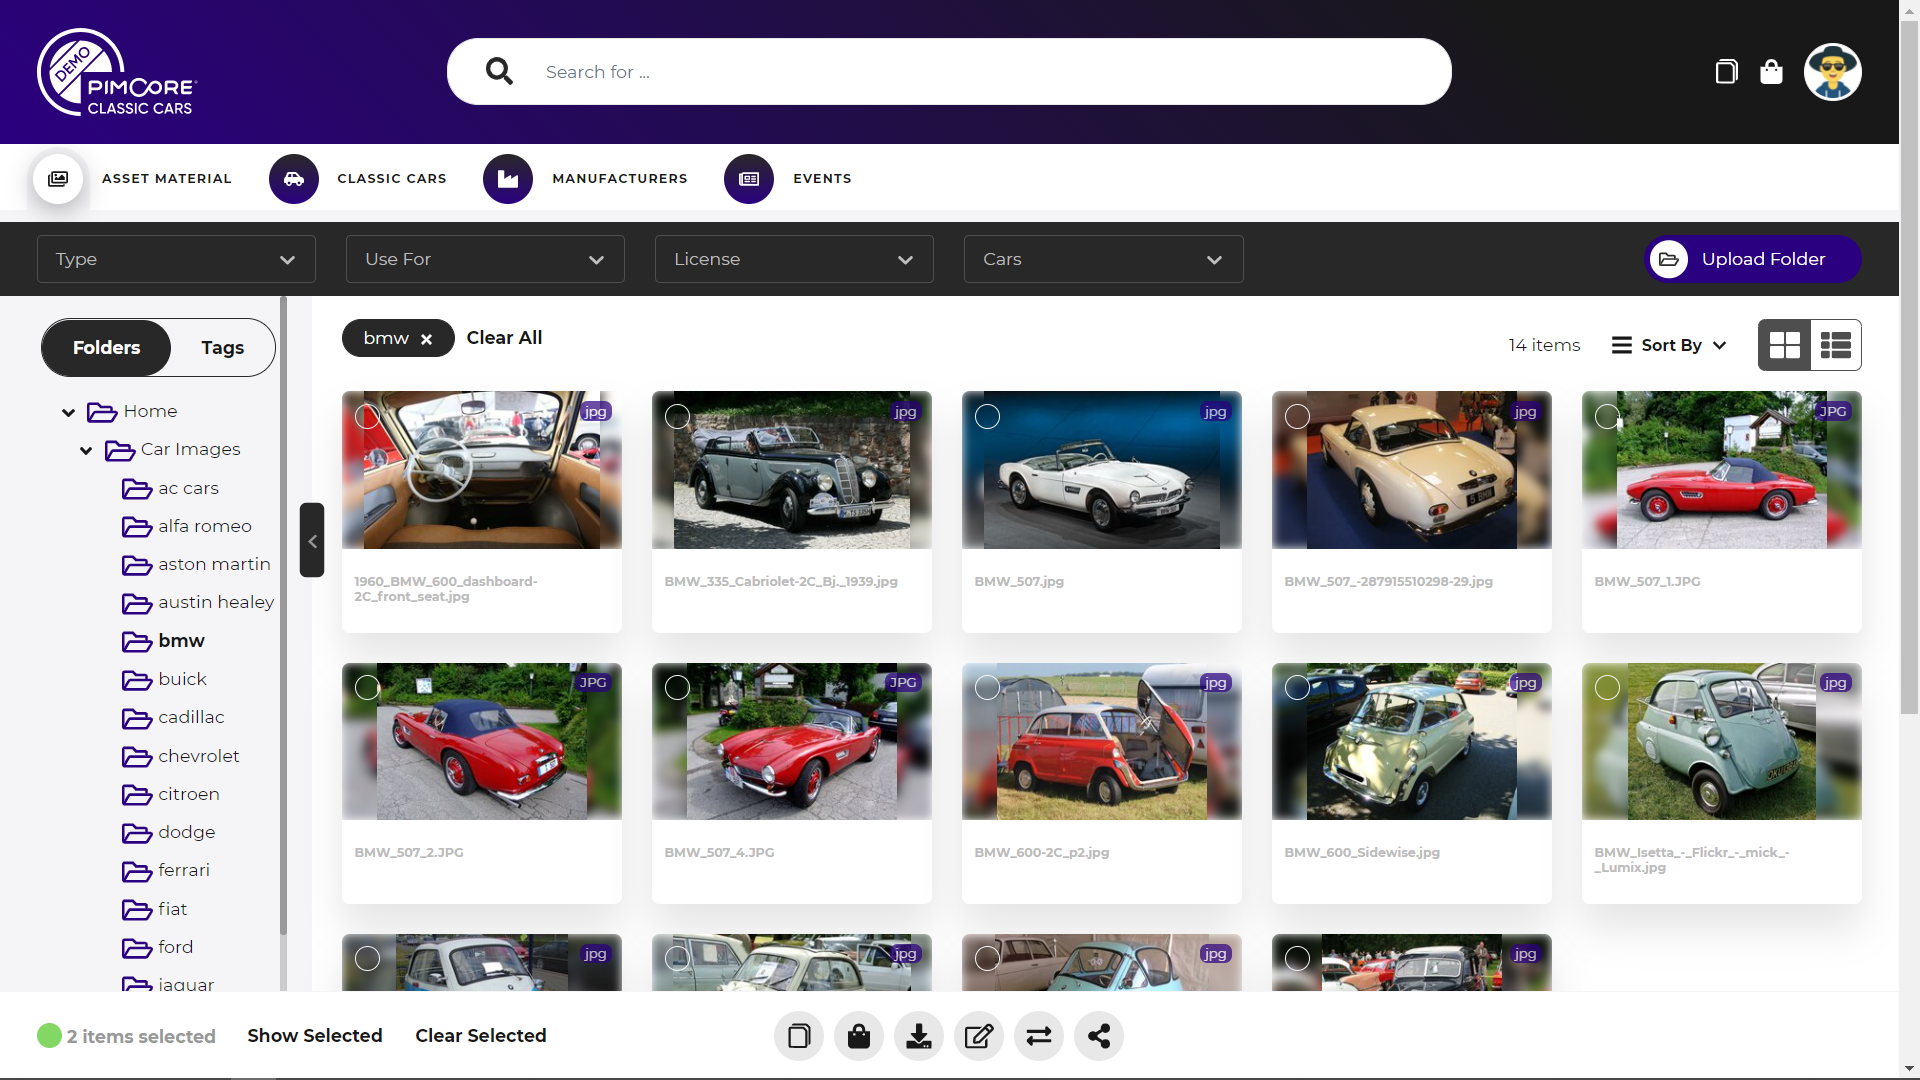 DEMO
PIMCORE
CLASSIC CARS
Search for ...
ASSET MATERIAL
CLASSIC CARS
MANUFACTURERS
EVENTS
Type
Use For
License
Cars
Upload Folder
Folders
Tags
Home
Car Images
ac cars
alfa romeo
aston martin
austin healey
bmw
buick
cadillac
chevrolet
citroen
dodge
ferrari
fiat
ford
jaguar
bmw
Clear All
14 items
Sort By
jpg
jpg
jpg
jpg
JPG
1960_BMW_600_dashboard-
2C_front_seat.jpg
BMW_335_Cabriolet-2C_Bj._1939.jpg
BMW_507.jpg
BMW_507_-287915510298-29.jpg
BMW_507_1.JPG
JPG
JPG
jpg
jpg
jpg
BMW_507_2.JPG
BMW_507_4.JPG
BMW_600-2C_p2.jpg
BMW_600_Sidewise.jpg
BMW_Isetta_-_Flickr_-_mick_-
_Lumix.jpg
jpg
jpg
jpg
jpg
2 items selected
Show Selected
Clear Selected